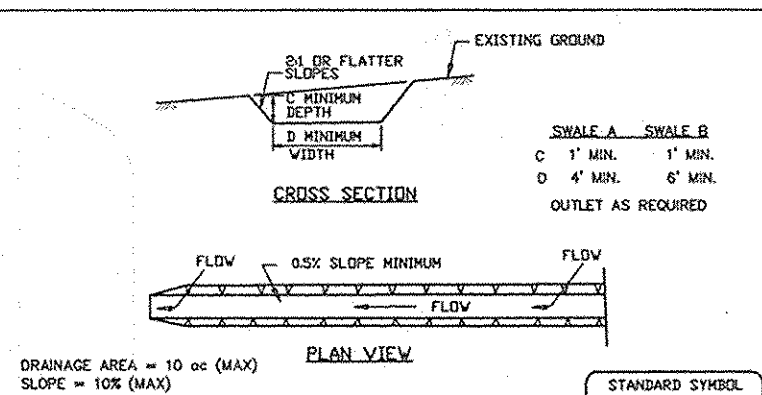 EXISTING GROUND
2:1 OR FLATTER
SLOPES
C MINIMUM
DEPTH
D MINIMUM
WIDTH
CROSS SECTION
SWALE A SWALE B
C 1' MIN. 1' MIN.
D 4' MIN. 6' MIN.
OUTLET AS REQUIRED
FLOW
0.5% SLOPE MINIMUM
FLOW
FLOW
PLAN VIEW
DRAINAGE AREA = 10 ac (MAX)
SLOPE = 10% (MAX)
STANDARD SYMBOL